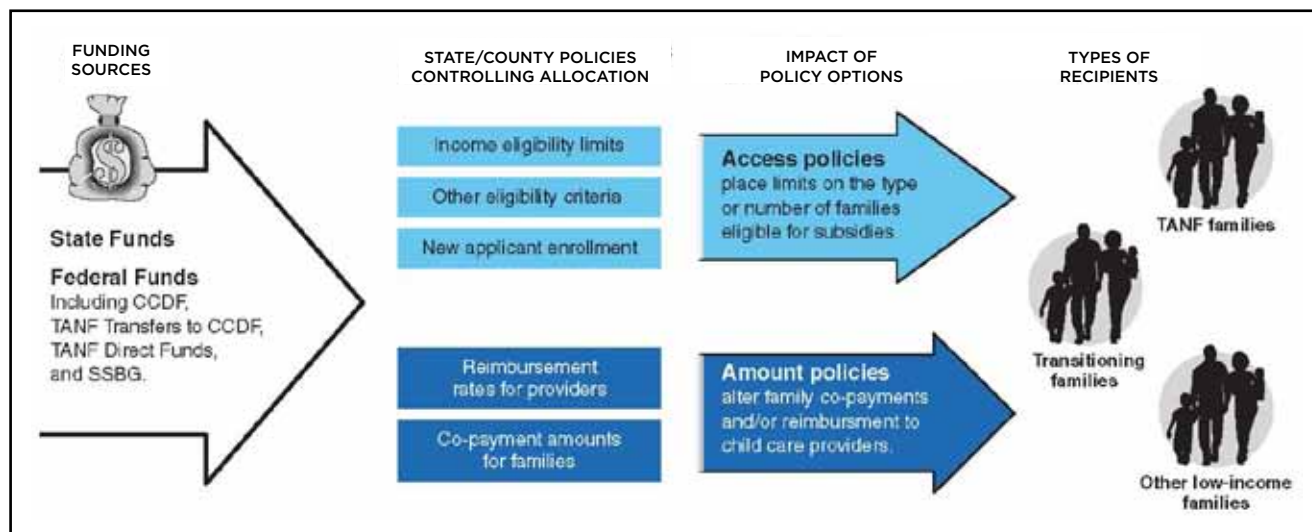 FUNDING
SOURCES
State Funds
Federal Funds
Including CCDF,
TANF Transfers to CCDF,
TANF Direct Funds,
and SSBG.
STATE/COUNTY POLICIES
CONTROLLING ALLOCATION
Income eligibility limits
Other eligibility criteria
New applicant enrollment
Reimbursement
rates for providers
Co-payment amounts
for families
IMPACT OF
POLICY OPTIONS
Access policies
place limits on the type
or number of families
eligible for subsidies
Amount policies
alter family co-payments
and/or reimbursment to
child care providers.
TYPES OF
RECIPIENTS
TANF families
Transitioning
families
Other low-income
families